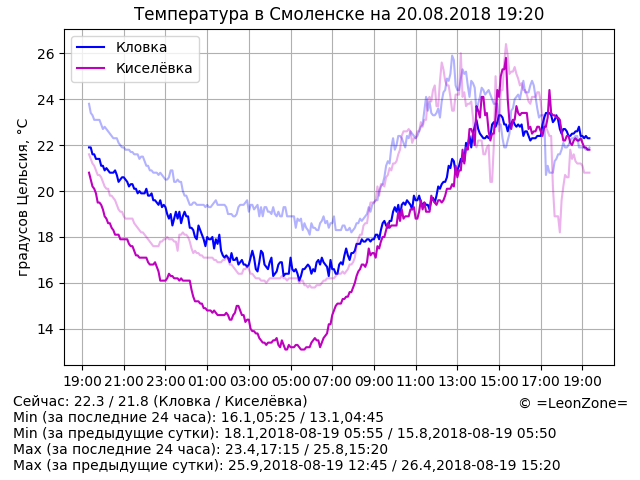 Температура в Смоленске на 20.08.2018 19:20
Кловка
Киселёвка
градусов Цельсия, °C
26
24
22
20
18
16
14
19:00 21:00 23:00 01:00 03:00 05:00 07:00 09:00 11:00 13:00 15:00 17:00 19:00
Сейчас: 22.3 / 21.8 (Кловка / Киселёвка)
© =LeonZone=
Min (за последние 24 часа): 16.1,05:25 / 13.1,04:45
Min (за предыдущие сутки): 18.1,2018-08-19 05:55 / 15.8,2018-08-19 05:50
Max (за последние 24 часа): 23.4,17:15 / 25.8,15:20
Max (за предыдущие сутки): 25.9,2018-08-19 12:45 / 26.4,2018-08-19 15:20